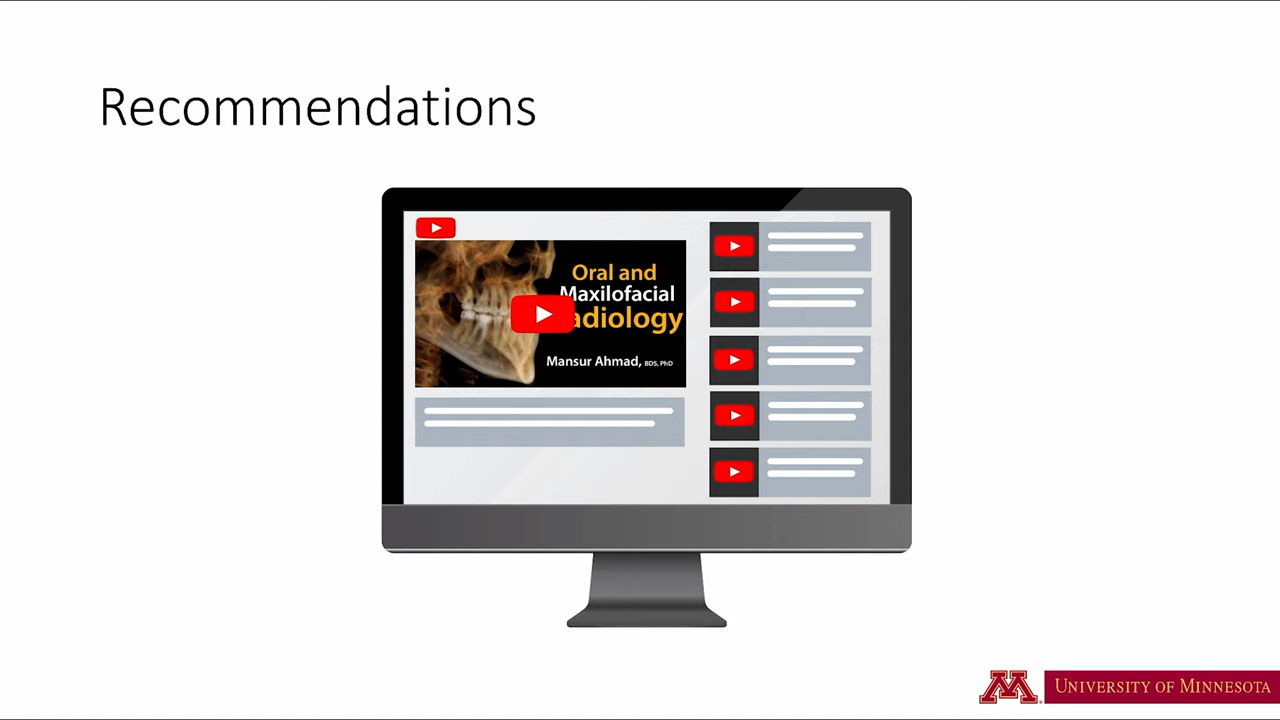 Recommendations
Oral and
Maxilofacial
adiology
Mansur Ahmad, BDS, PhD
M
UNIVERSITY OF MINNESOTA